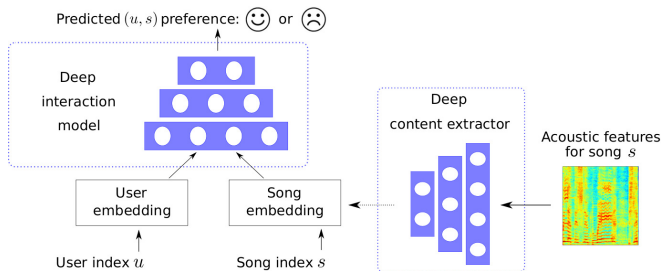 Predicted (u, s) preference: or
Deep
interaction
model
Deep
content extractor
Acoustic features
for song s
User
embedding
Song
embedding
User index u
Song index s